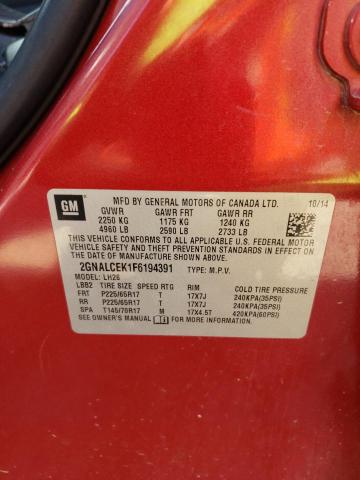 GM
MFD BY GENERAL MOTORS OF CANADA LTD. 10/14
GVWR GAWR FRT GAWR RR
2250 KG 1175 KG 1240 KG
4960 LB 2590 LB 2733 LB
THIS VEHICLE CONFORMS TO ALL APPLICABLE U.S. FEDERAL
VEHICLE SAFETY AND THEFT PREVENTION STANDARDS IN EFFECT ON
THE DATE OF MANUFACTURE SHOWN ABOVE.
2GNALCEK1F6194391 TYPE: M.P.V.
MODEL: LH26
LBB2 TIRE SIZE SPEED RTG RIM COLD TIRE PRESSURE
FRT P225/65R17 T 17X7J 240KPA(35PSI)
RR P225/65R17 T 17X7J 240KPA(35PSI)
SPA T145/70R17 M 17X4.5T 420KPA(60PSI)
SEE OWNER'S MANUAL FOR ADDITIONAL INFORMATION.